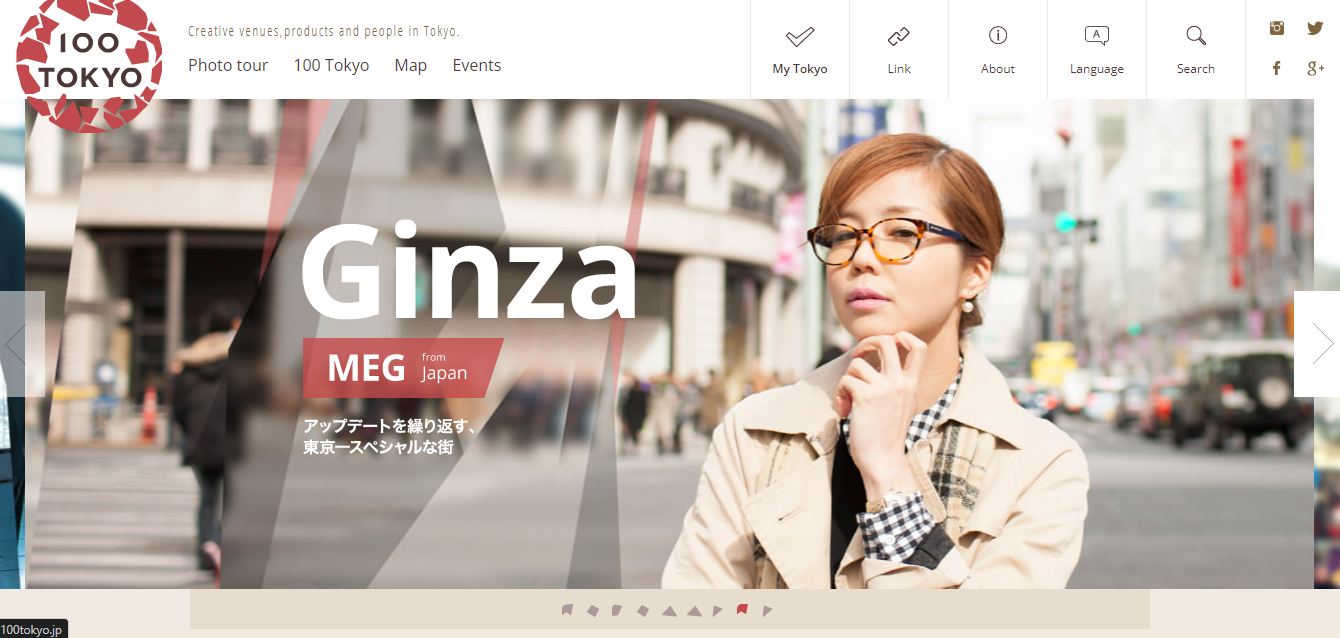 100
TOKYO
Creative venues,products and people in Tokyo.
Photo tour 100 Tokyo Map Events
My Tokyo Link About Language Search
A
g+
Ginza
MEG from Japan
アップデートを繰り返す、
東京一スペシャルな街
100tokyo.jp